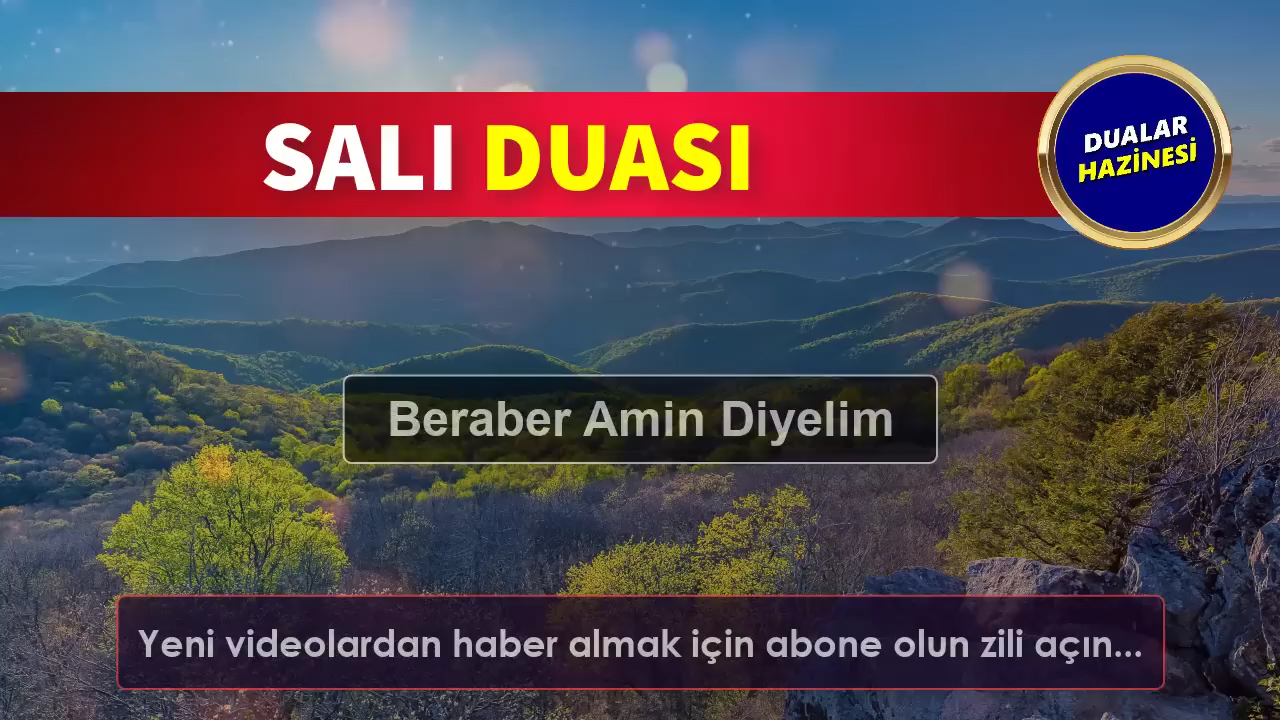 SALI DUASI
DUALAR
HAZİNESİ
Beraber Amin Diyelim
Yeni videolardan haber almak için abone olun zili açın...